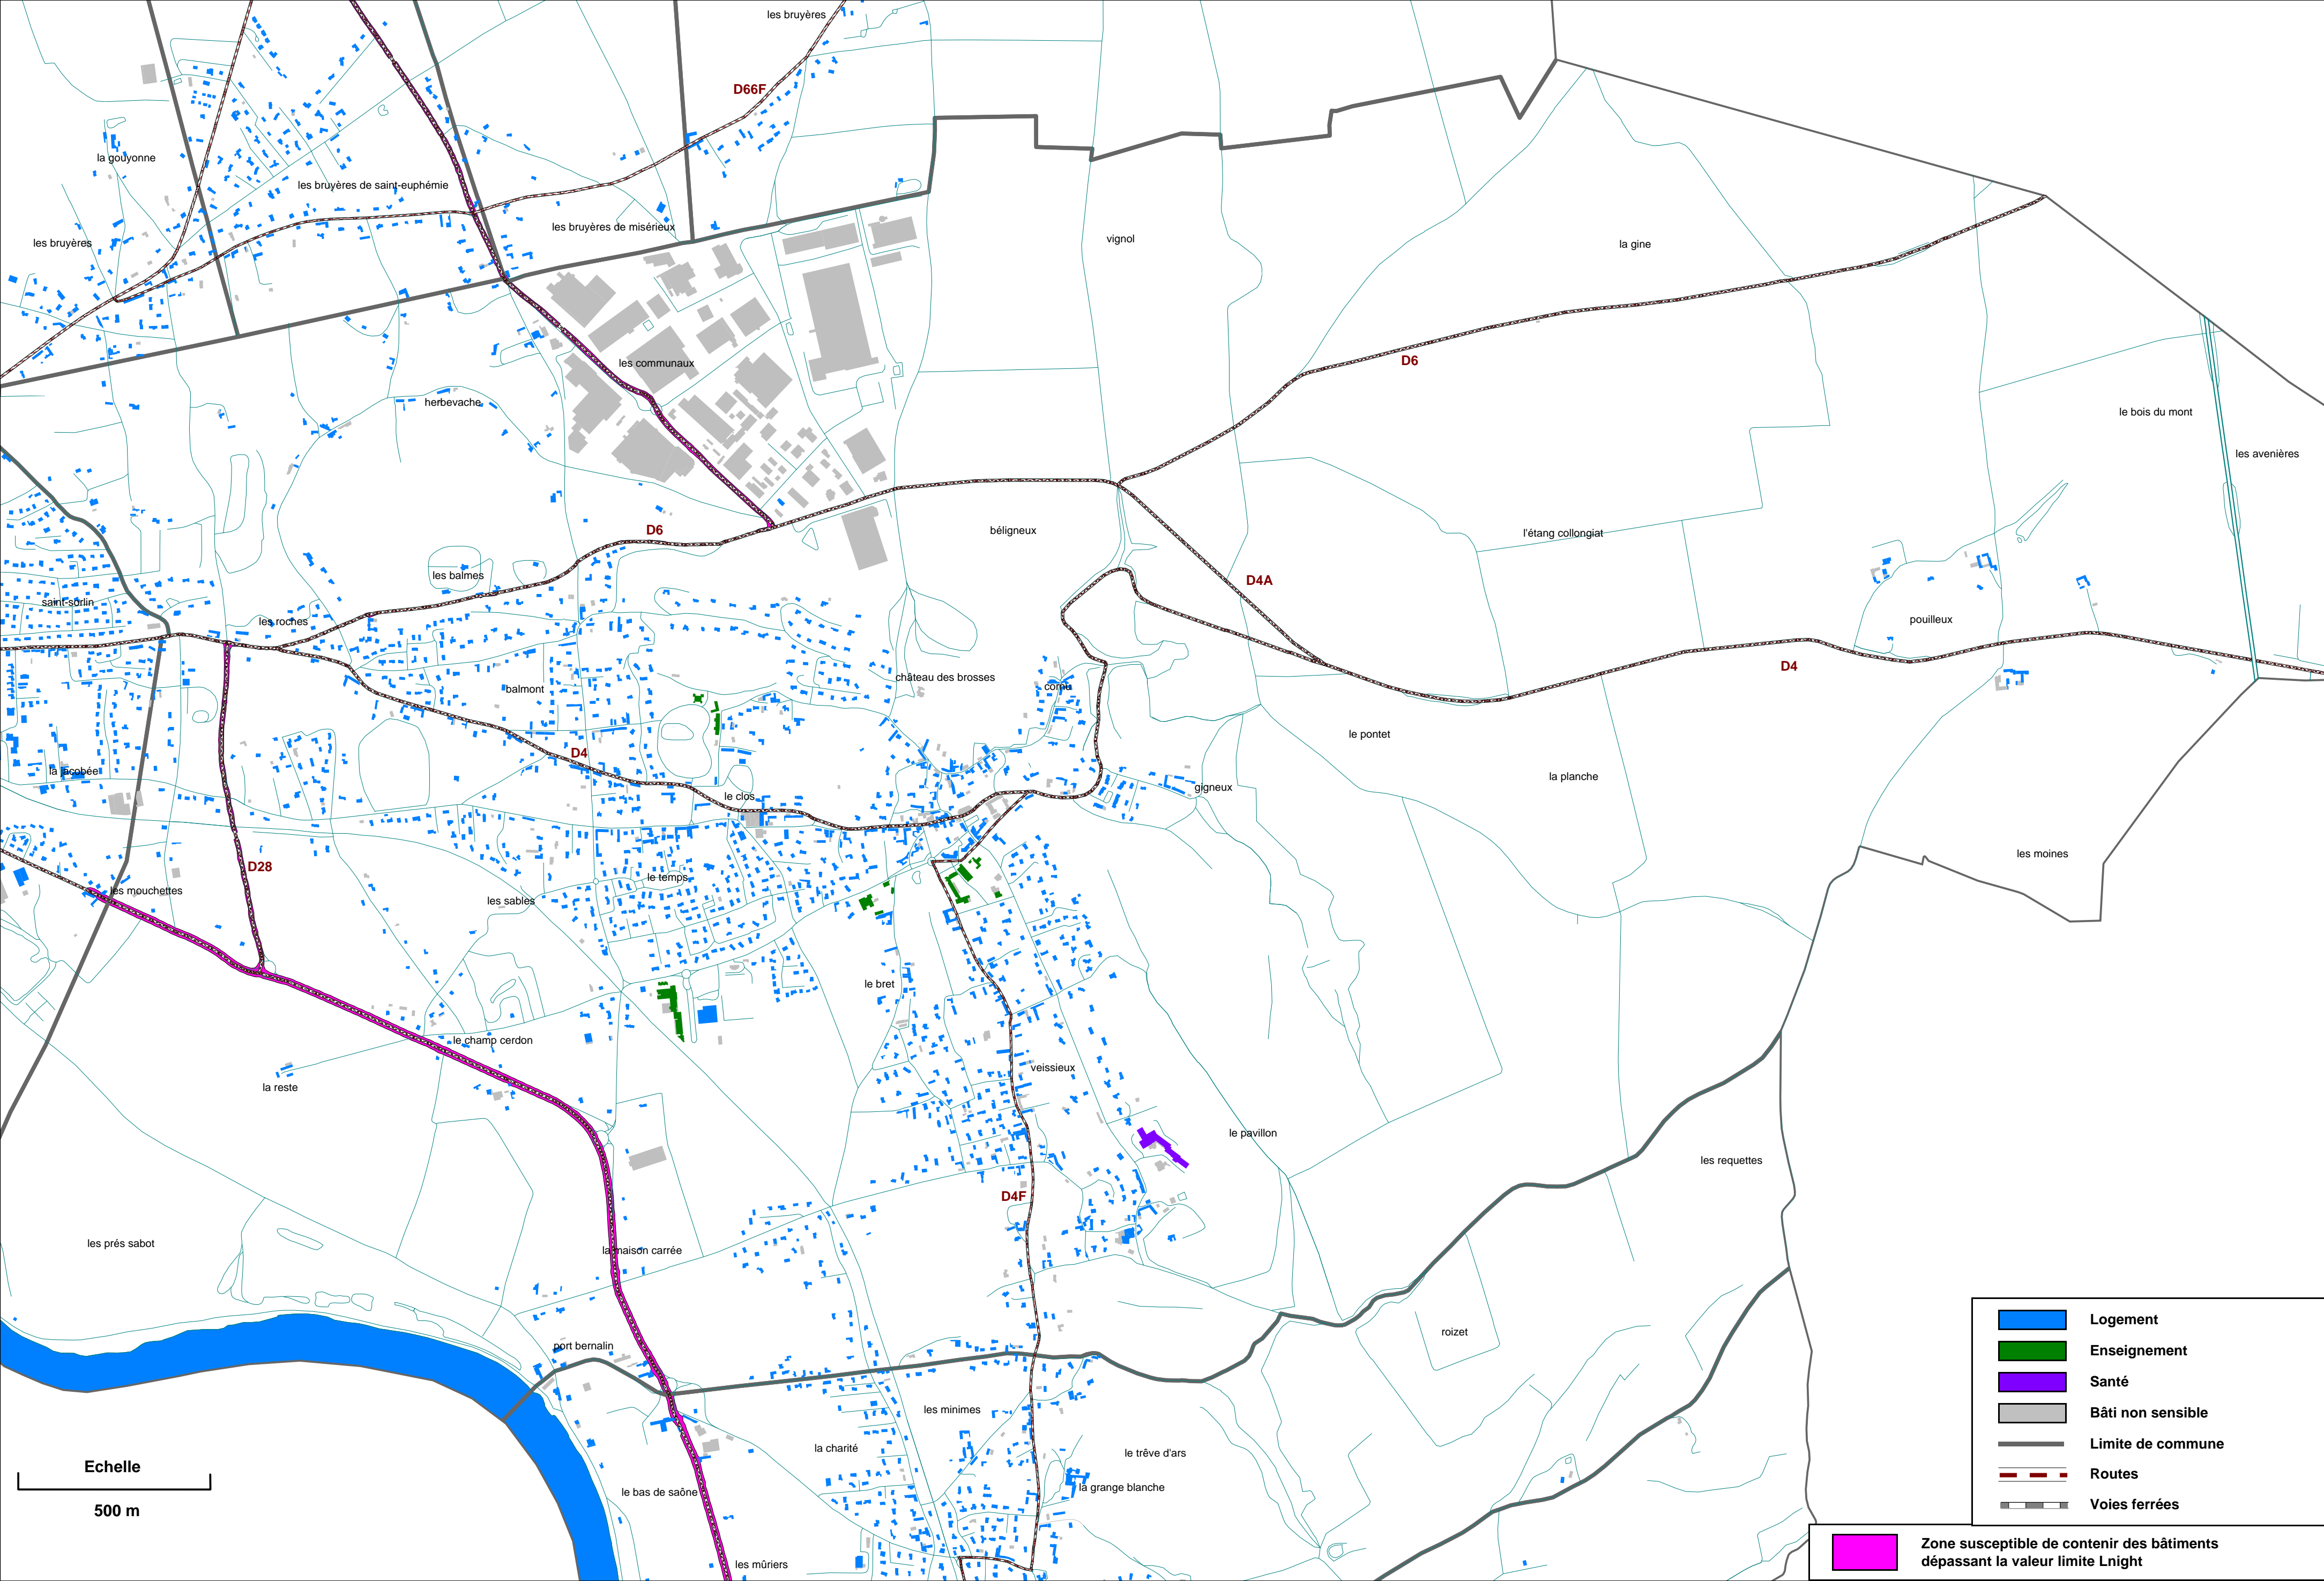 les bruyères
D66F
la gouyonne
les bruyères de saint-euphémie
les bruyères de misérieux
les bruyères
vignol
la gine
D6
les communaux
herbevache
le bois du mont
les avenières
D6
béligneux
l'étang collongiat
les balmes
D4A
saint-sorlin
les roches
pouilleux
D4
château des brosses
cornu
balmont
le pontet
D4
la jacobée
la planche
gigneux
le clos
les moines
D28
les mouchettes
le temps
les sables
le bret
le champ cerdon
veissieux
la reste
le pavillon
les requettes
D4F
les prés sabot
la maison carrée
port bernalin
roizet
les minimes
la charité
le trêve d'ars
la grange blanche
le bas de saône
les mûriers
Echelle
500 m
Logement
Enseignement
Santé
Bâti non sensible
Limite de commune
Routes
Voies ferrées
Zone susceptible de contenir des bâtiments
dépassant la valeur limite Lnight